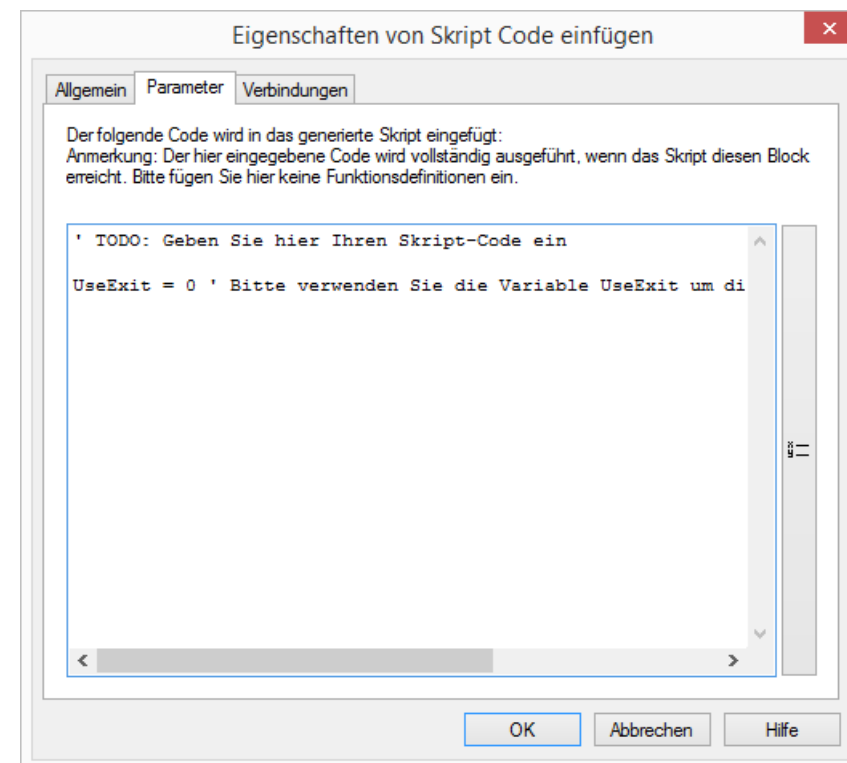 Eigenschaften von Skript Code einfügen
Allgemein Parameter Verbindungen
Der folgende Code wird in das generierte Skript eingefügt:
Anmerkung: Der hier eingegebene Code wird vollständig ausgeführt, wenn das Skript diesen Block
erreicht. Bitte fügen Sie hier keine Funktionsdefinitionen ein.
' TODO: Geben Sie hier Ihren Skript-Code ein
UseExit = 0 ' Bitte verwenden Sie die Variable UseExit um di
x
y
OK Abbrechen Hilfe